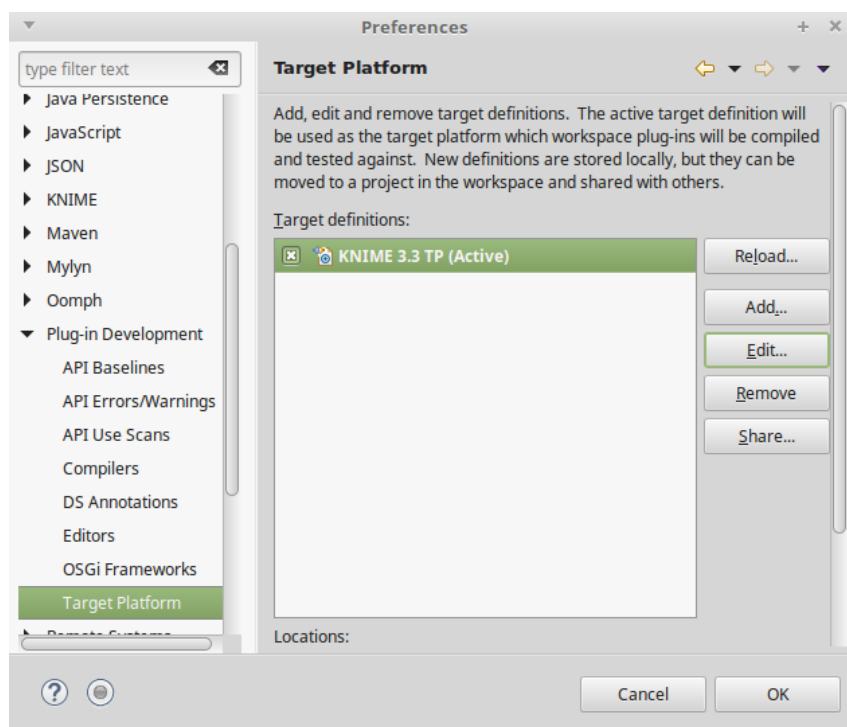 Preferences
type filter text
Java Persistence
JavaScript
JSON
KNIME
Maven
Mylyn
Oomph
Plug-in Development
API Baselines
API Errors/Warnings
API Use Scans
Compilers
DS Annotations
Editors
OSGi Frameworks
Target Platform
Remote Systems
Target Platform
Add, edit and remove target definitions. The active target definition will
be used as the target platform which workspace plug-ins will be compiled
and tested against. New definitions are stored locally, but they can be
moved to a project in the workspace and shared with others.
Target definitions:
KNIME 3.3 TP (Active)
Reload...
Add...
Edit...
Remove
Share...
Locations:
Cancel
OK